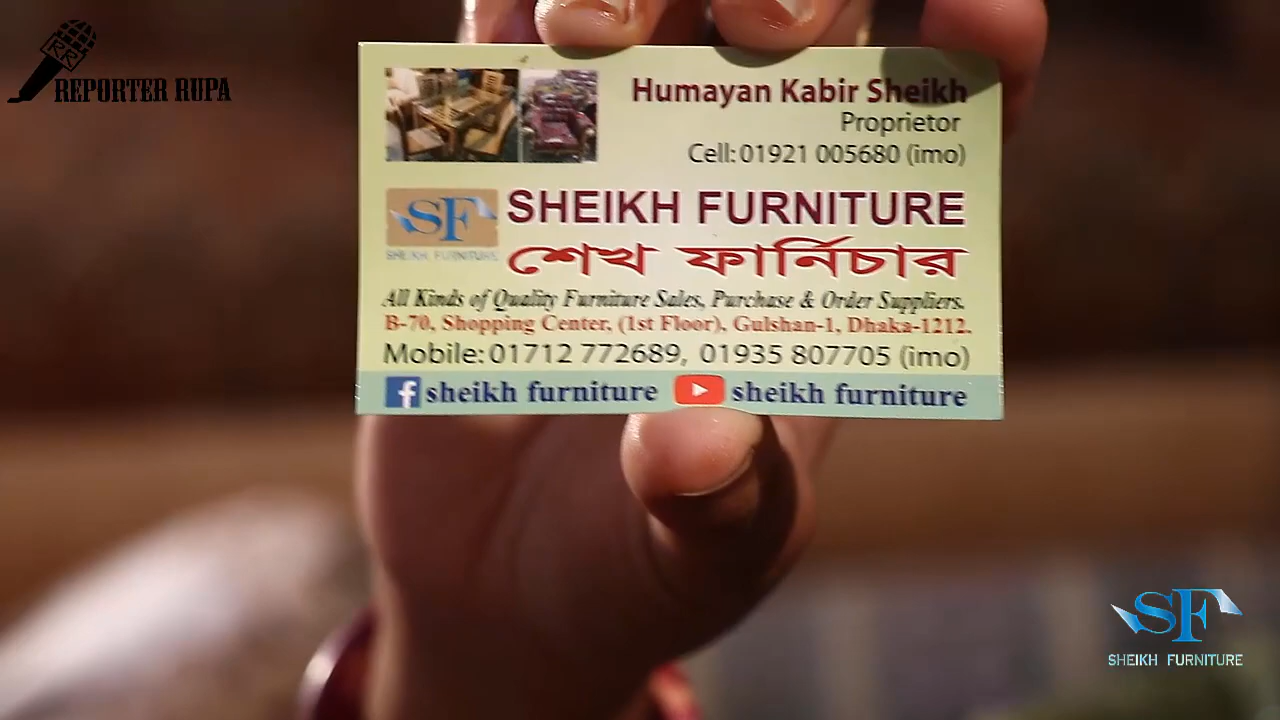 RR
REPORTER RUPA
Humayan Kabir Sheikh
Proprietor
Cell: 01921 005680 (imo)
SF
SHEIKH FURNITURE
SHEIKH FURNITURE
শেখ ফার্নিচার
All Kinds of Quality Furniture Sales, Purchase & Order Suppliers.
B-70, Shopping Center, (1st Floor), Gulshan-1, Dhaka-1212.
Mobile: 01712 772689, 01935 807705 (imo)
f sheikh furniture sheikh furniture
SF
SHEIKH FURNITURE